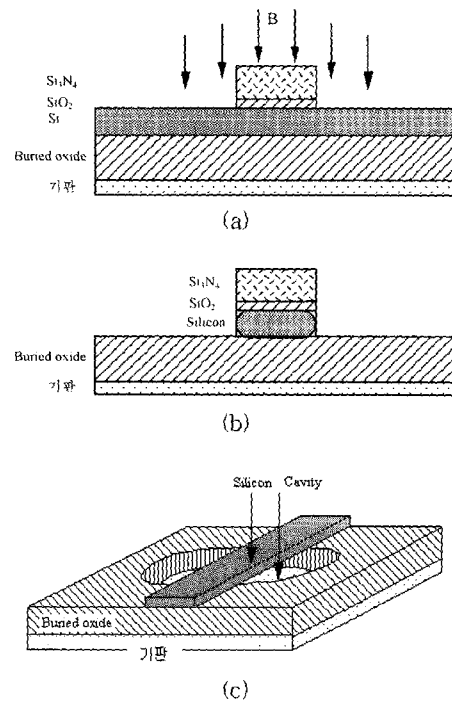 B
Si₃N₄
SiO₂
Si
Buried oxide
기판
(a)
Si₃N₄
SiO₂
Silicon
Buried oxide
기판
(b)
Silicon Cavity
Buried oxide
기판
(c)